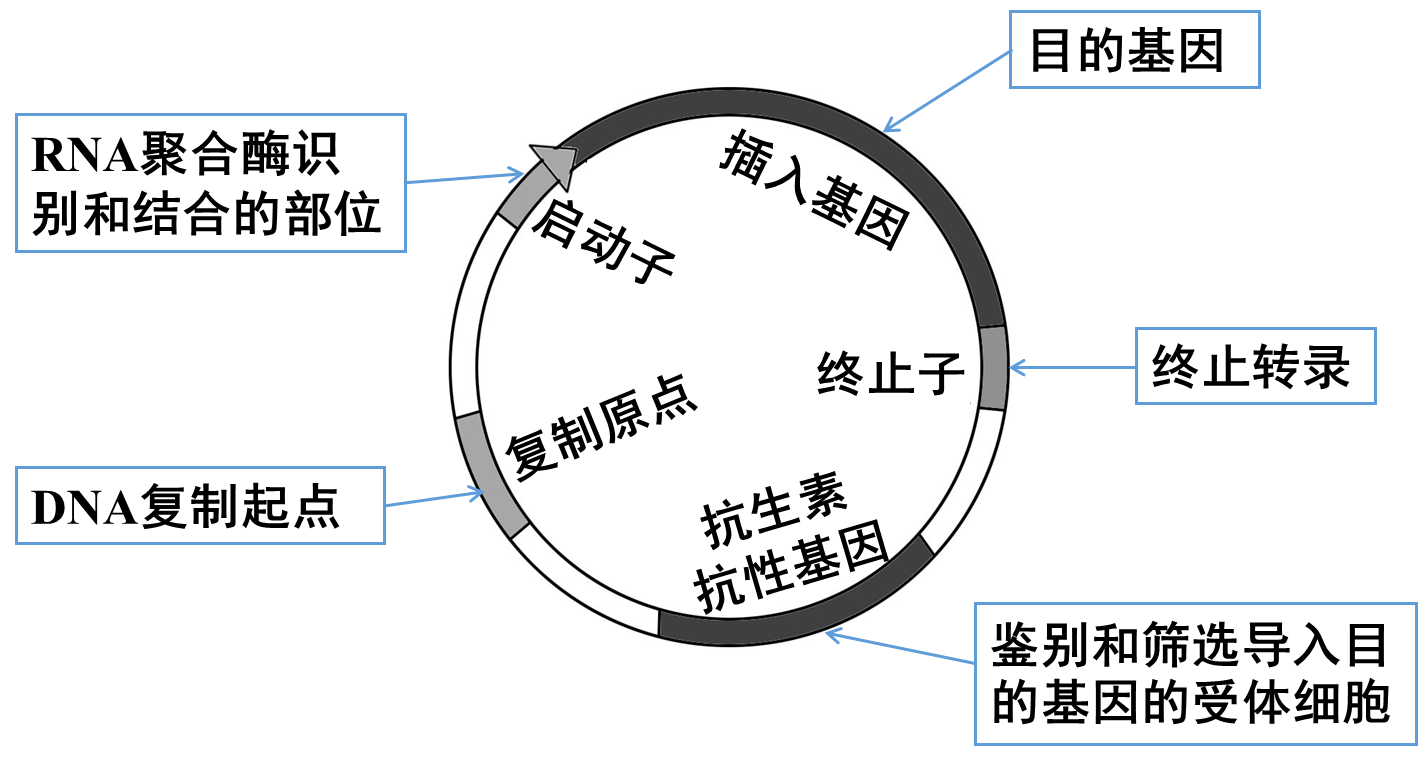 目的基因
RNA聚合酶识
别和结合的部位
插入基因
启动子
终止子
终止转录
复制原点
DNA复制起点
抗生素
抗性基因
鉴别和筛选导入目
的基因的受体细胞